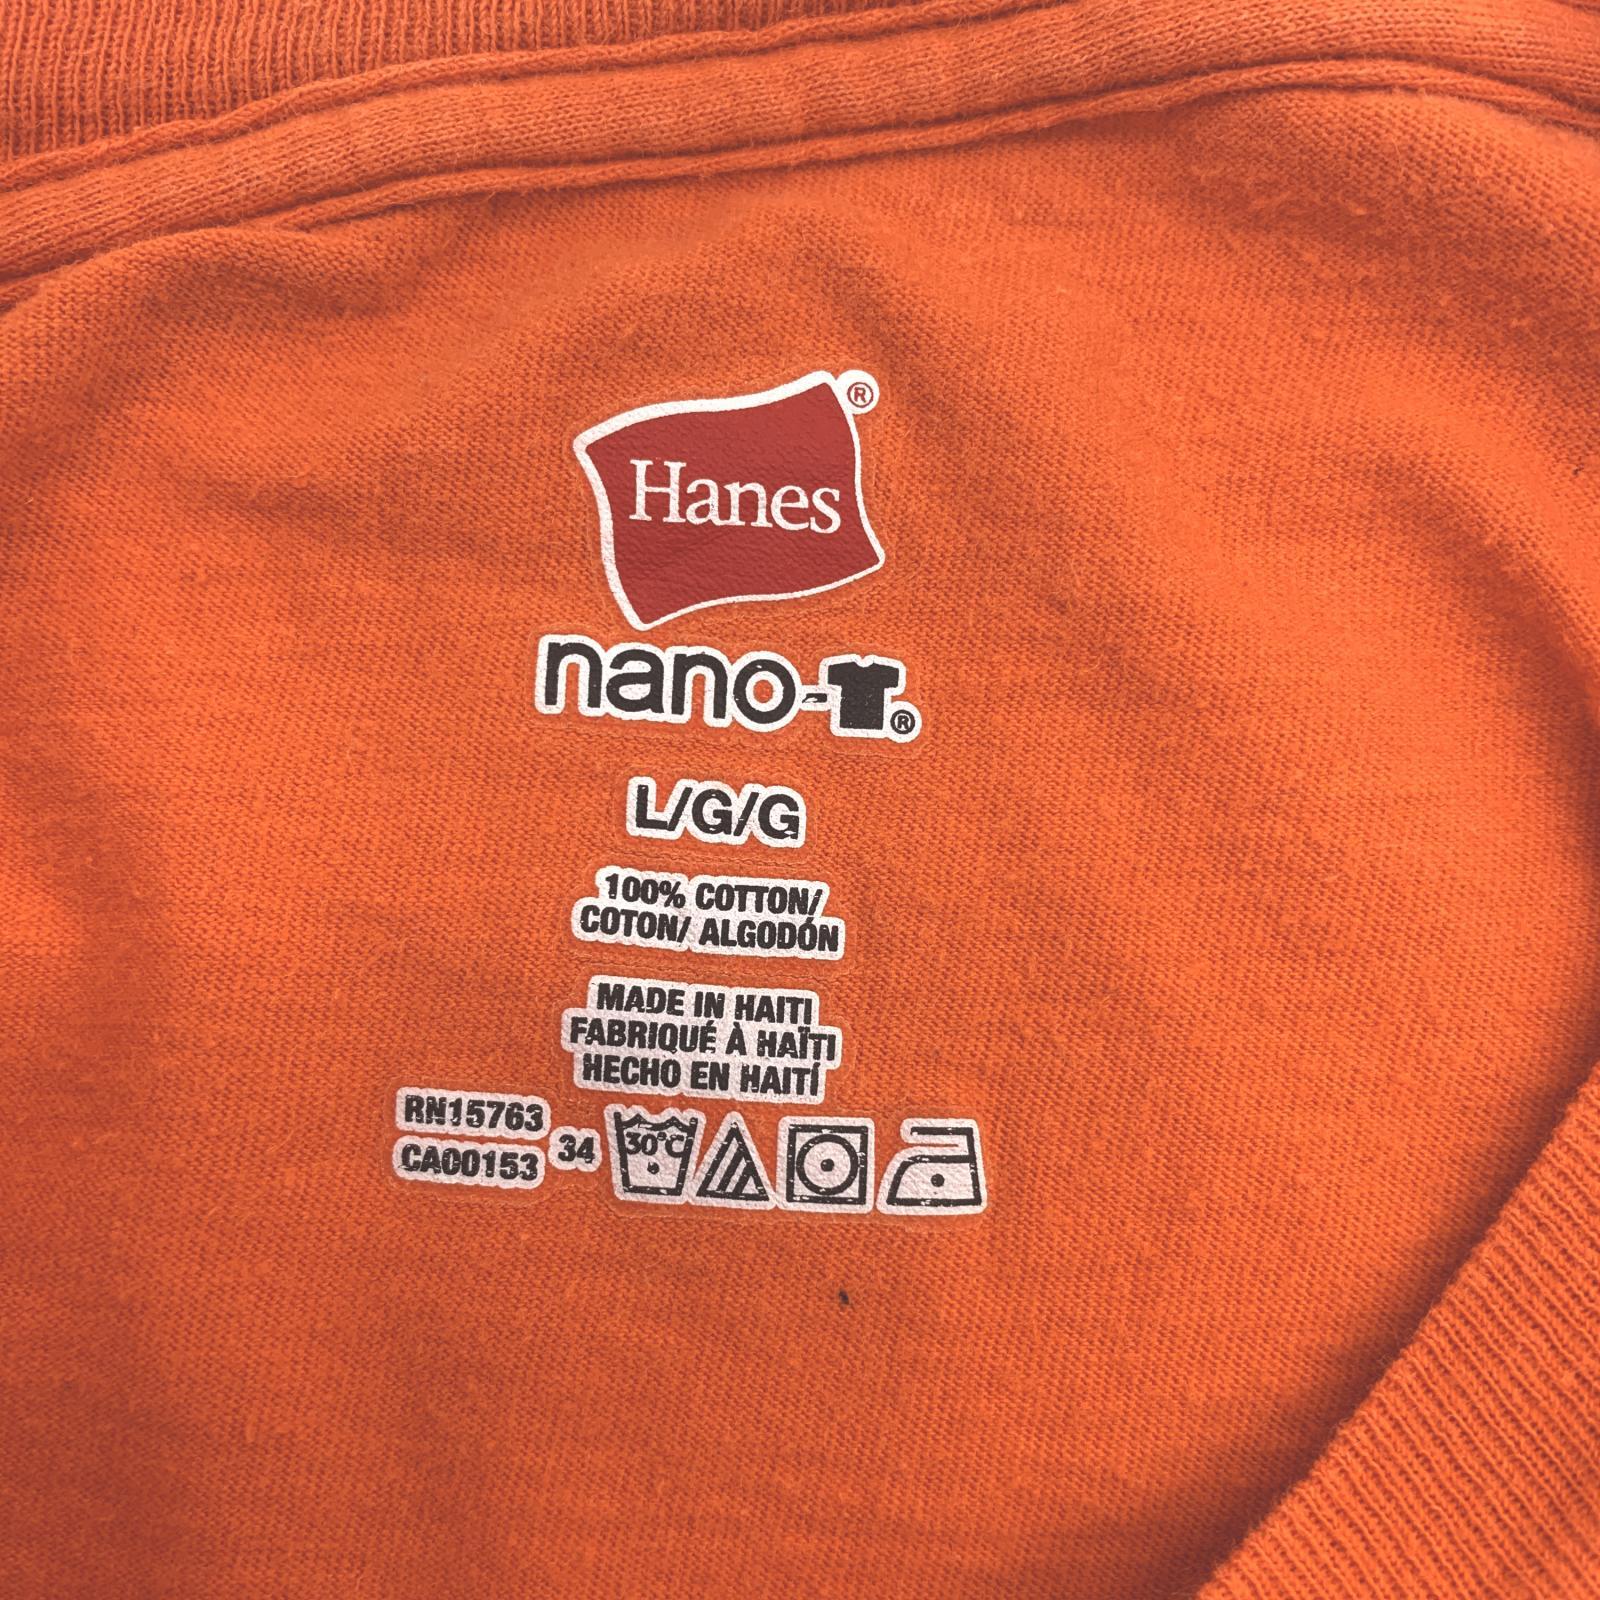 Hanes®
nano-T®
L/G/G
100% COTTON/
COTON/ ALGODÓN
MADE IN HAITI
FABRIQUÉ À HAÏTI
HECHO EN HAITÍ
RN15763
CA00153 34 30°C